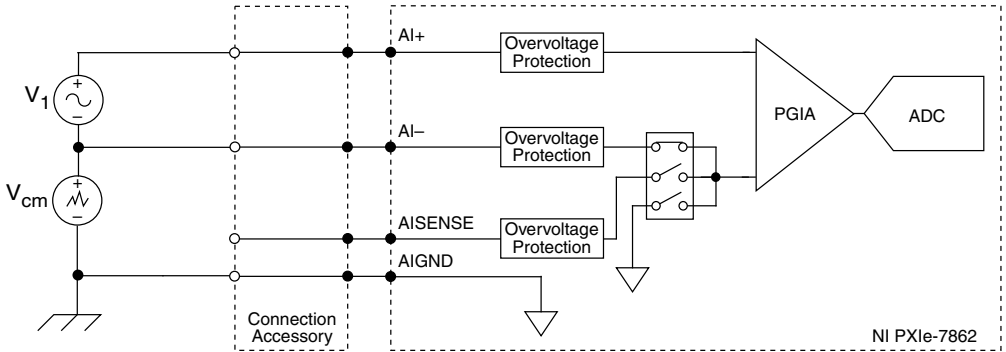 AI+
Overvoltage
Protection
V1
+
−
PGIA
ADC
AI−
Overvoltage
Protection
Vcm
+
−
AISENSE
Overvoltage
Protection
AIGND
Connection
Accessory
NI PXIe-7862